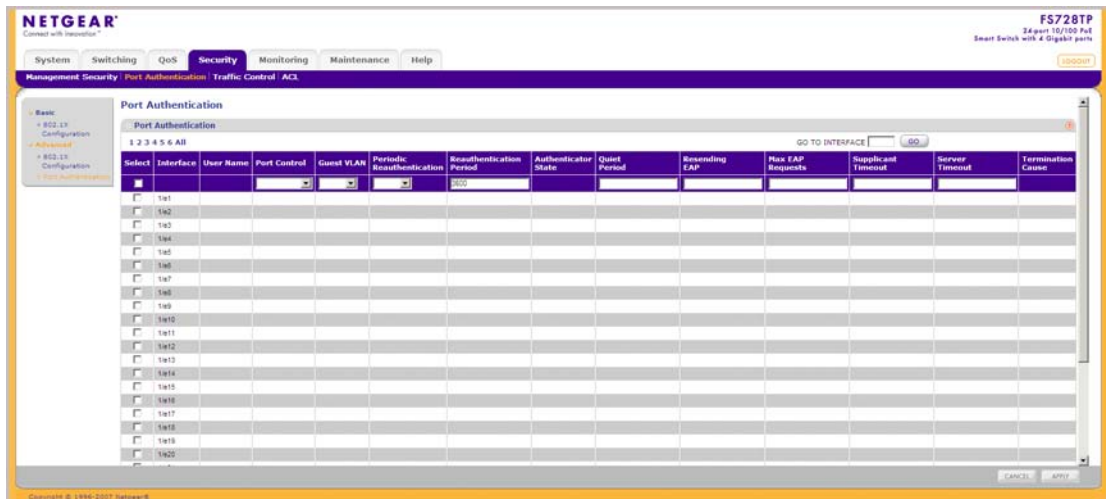 NETGEAR
Connect with Innovation™
FS728TP
24-port 10/100 PoE
Smart Switch with 4 Gigabit ports
System Switching QoS Security Monitoring Maintenance Help
LOGOUT
Management Security Port Authentication Traffic Control ACL
Basic
802.1X
Configuration
Advanced
802.1X
Configuration
Port Authentication
Port Authentication
Port Authentication
1 2 3 4 5 6 All
GO TO INTERFACE GO
Select Interface User Name Port Control Guest VLAN Periodic Reauthentication Reauthentication Period Authenticator State Quiet Period Resending EAP Max EAP Requests Supplicant Timeout Server Timeout Termination Cause
3600
1/e1
1/e2
1/e3
1/e4
1/e5
1/e6
1/e7
1/e8
1/e9
1/e10
1/e11
1/e12
1/e13
1/e14
1/e15
1/e16
1/e17
1/e18
1/e19
1/e20
CANCEL APPLY
Copyright © 1996-2007 Netgear®